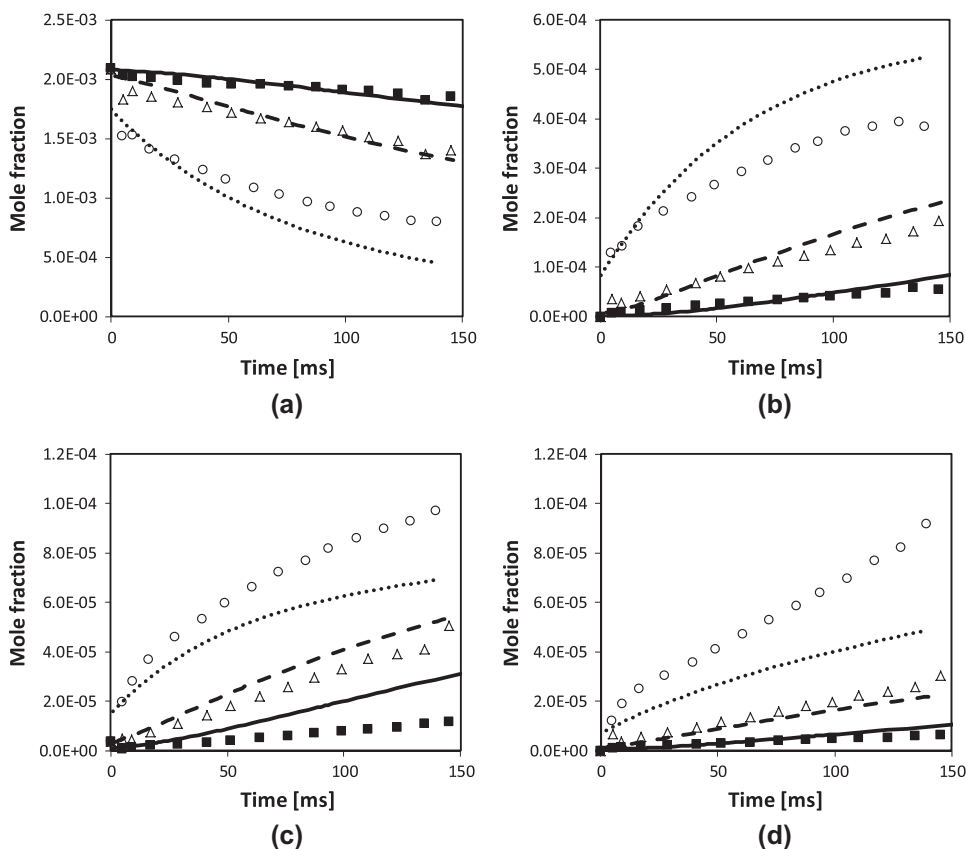 2.5E-03
2.0E-03
1.5E-03
1.0E-03
5.0E-04
0.0E+00
Mole fraction
0 50 100 150
Time [ms]
(a)
6.0E-04
5.0E-04
4.0E-04
3.0E-04
2.0E-04
1.0E-04
0.0E+00
Mole fraction
0 50 100 150
Time [ms]
(b)
1.2E-04
1.0E-04
8.0E-05
6.0E-05
4.0E-05
2.0E-05
0.0E+00
Mole fraction
0 50 100 150
Time [ms]
(c)
1.2E-04
1.0E-04
8.0E-05
6.0E-05
4.0E-05
2.0E-05
0.0E+00
Mole fraction
0 50 100 150
Time [ms]
(d)